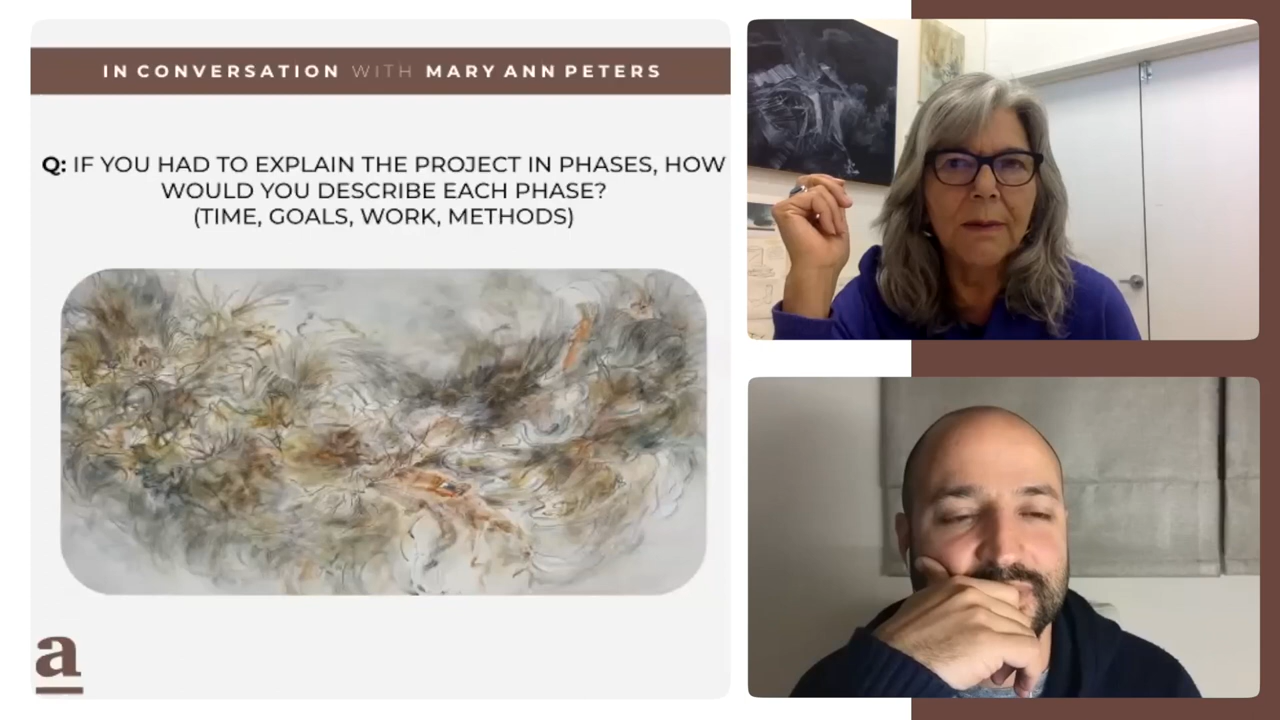 IN CONVERSATION WITH MARY ANN PETERS
Q: IF YOU HAD TO EXPLAIN THE PROJECT IN PHASES, HOW
WOULD YOU DESCRIBE EACH PHASE?
(TIME, GOALS, WORK, METHODS)
a